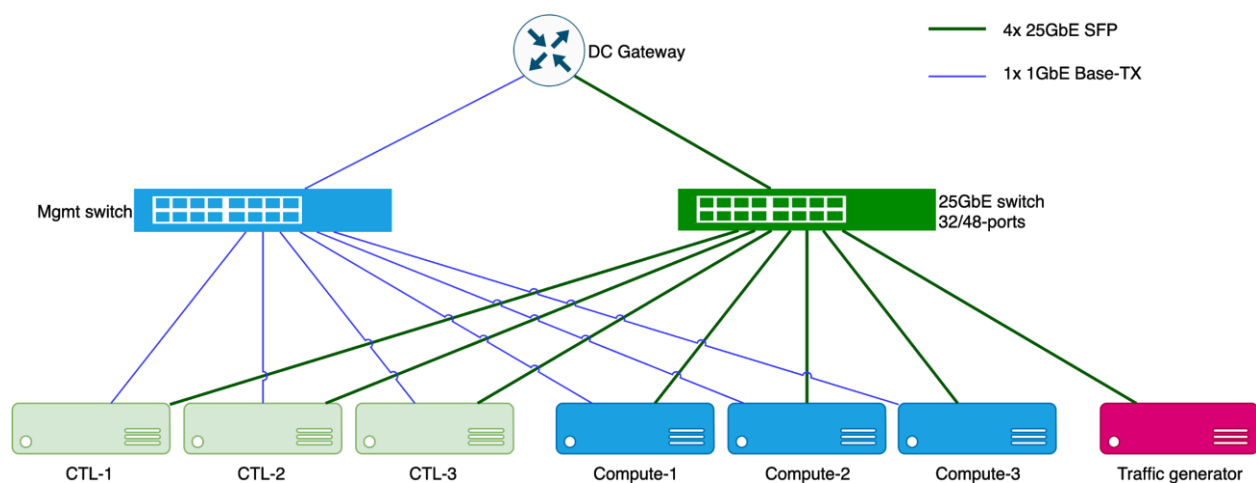 4x 25GbE SFP
DC Gateway
1x 1GbE Base-TX
Mgmt switch
25GbE switch
32/48-ports
CTL-1
CTL-2
CTL-3
Compute-1
Compute-2
Compute-3
Traffic generator